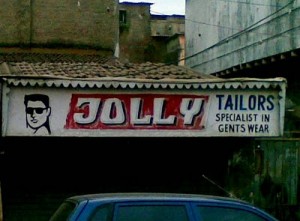 JOLLY
TAILORS
SPECIALIST IN
GENTS WEAR